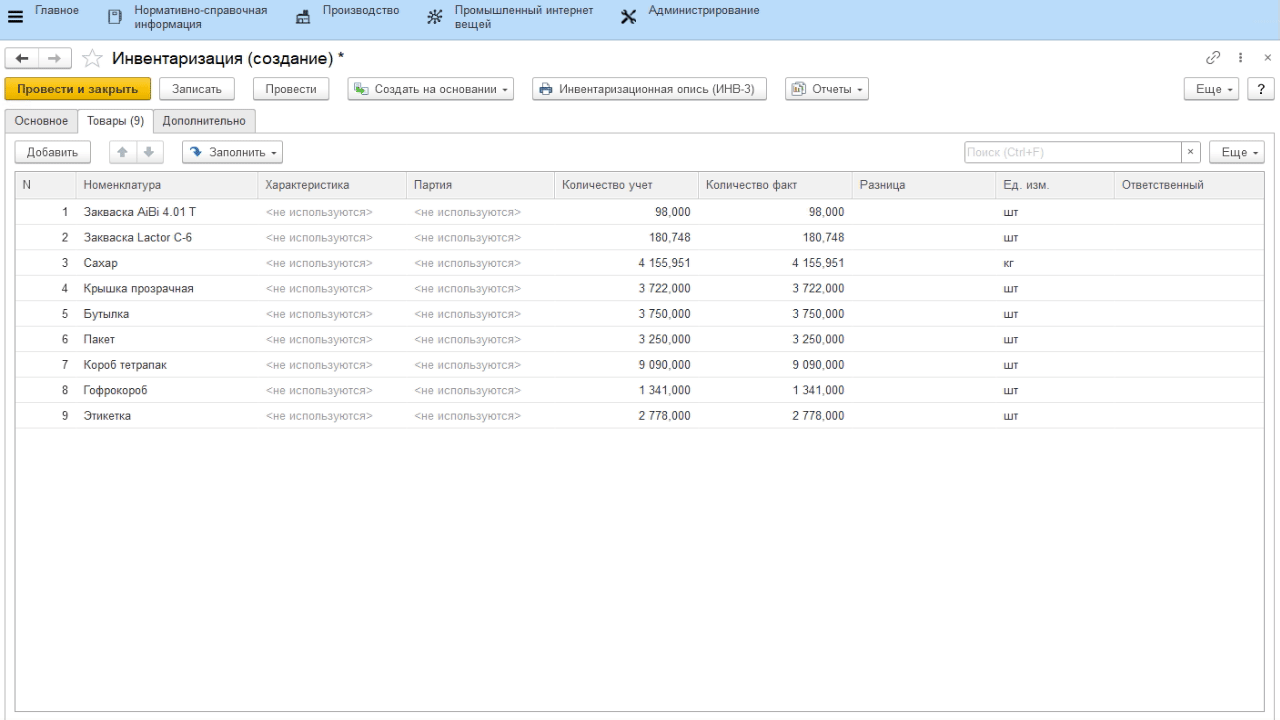 Главное
Нормативно-справочная
информация
Производство
Промышленный интернет
вещей
Администрирование
Инвентаризация (создание) *
Провести и закрыть Записать Провести Создать на основании Инвентаризационная опись (ИНВ-3) Отчеты Еще ?
Основное Товары (9) Дополнительно
Добавить Заполнить Поиск (Ctrl+F) × Еще
N Номенклатура Характеристика Партия Количество учет Количество факт Разница Ед. изм. Ответственный
1 Закваска AiBi 4.01 T <не используются> <не используются> 98,000 98,000 шт
2 Закваска Lactor C-6 <не используются> <не используются> 180,748 180,748 шт
3 Сахар <не используются> <не используются> 4 155,951 4 155,951 кг
4 Крышка прозрачная <не используются> <не используются> 3 722,000 3 722,000 шт
5 Бутылка <не используются> <не используются> 3 750,000 3 750,000 шт
6 Пакет <не используются> <не используются> 3 250,000 3 250,000 шт
7 Короб тетрапак <не используются> <не используются> 9 090,000 9 090,000 шт
8 Гофрокороб <не используются> <не используются> 1 341,000 1 341,000 шт
9 Этикетка <не используются> <не используются> 2 778,000 2 778,000 шт